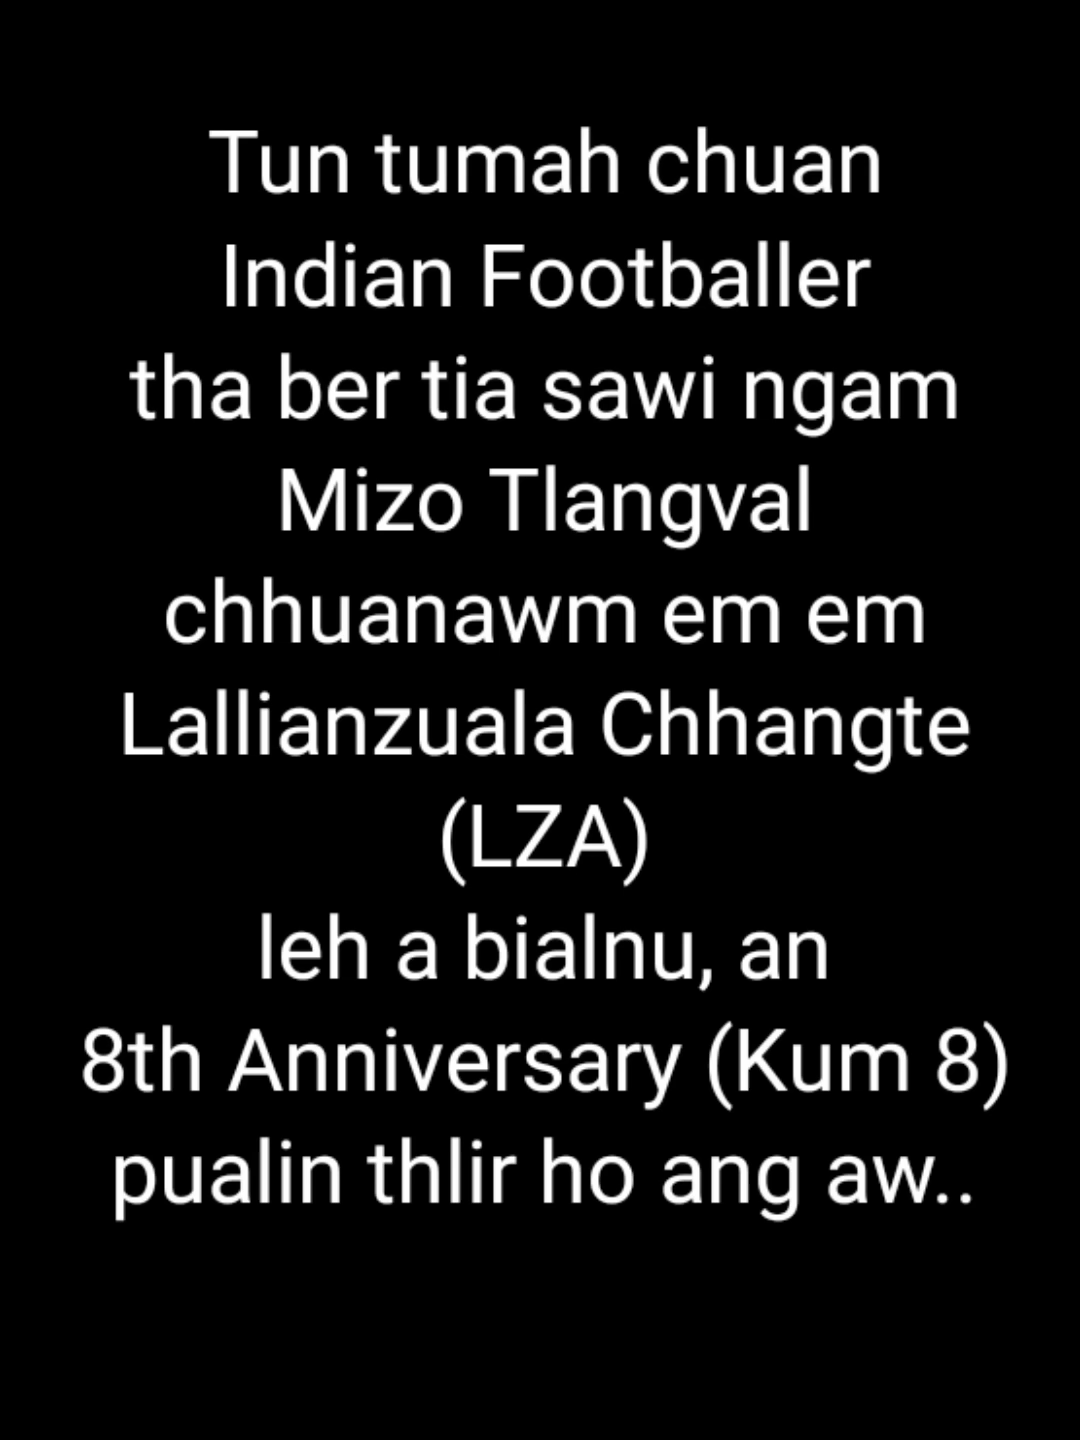 Tun tumah chuan
Indian Footballer
tha ber tia sawi ngam
Mizo Tlangval
chhuanawm em em
Lallianzuala Chhangte
(LZA)
leh a bialnu, an
8th Anniversary (Kum 8)
pualin thlir ho ang aw..